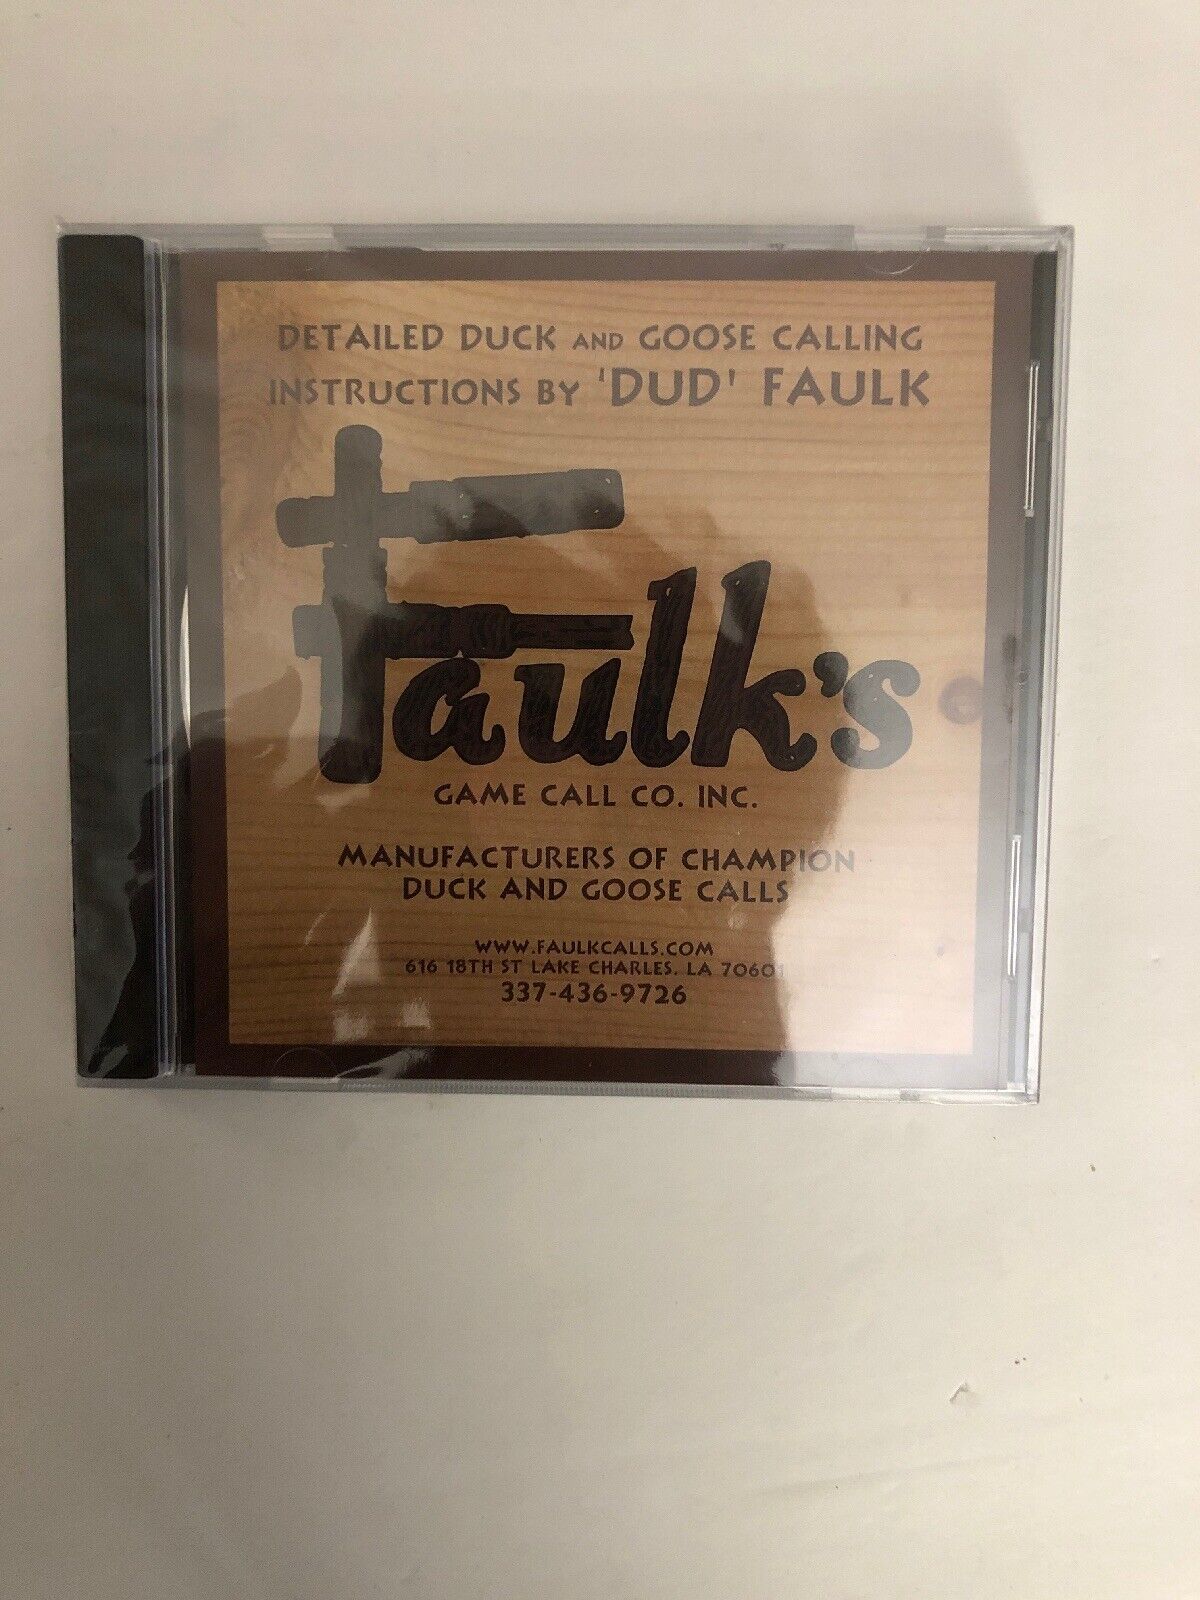 DETAILED DUCK AND GOOSE CALLING
INSTRUCTIONS BY 'DUD' FAULK
Faulk's
GAME CALL CO. INC.
MANUFACTURERS OF CHAMPION
DUCK AND GOOSE CALLS
WWW.FAULKCALLS.COM
616 18TH ST LAKE CHARLES, LA 70601
337-436-9726